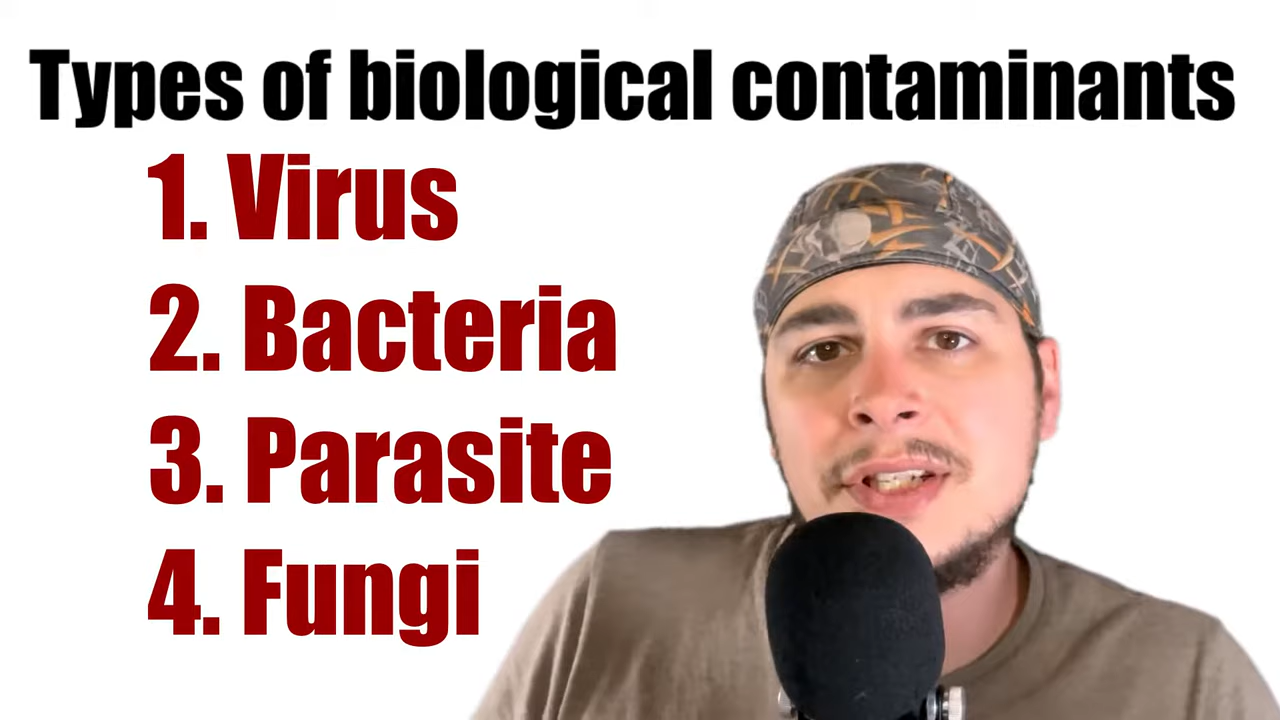 Types of biological contaminants
1. Virus
2. Bacteria
3. Parasite
4. Fungi